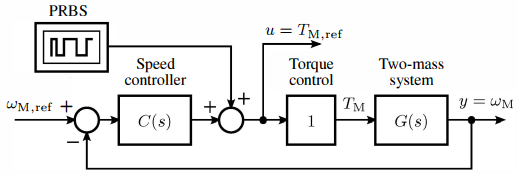 PRBS
u = T_M,ref
Speed
controller
Torque
control
Two-mass
system
ω_M,ref
+
−
C(s)
+
+
1
T_M
G(s)
y = ω_M